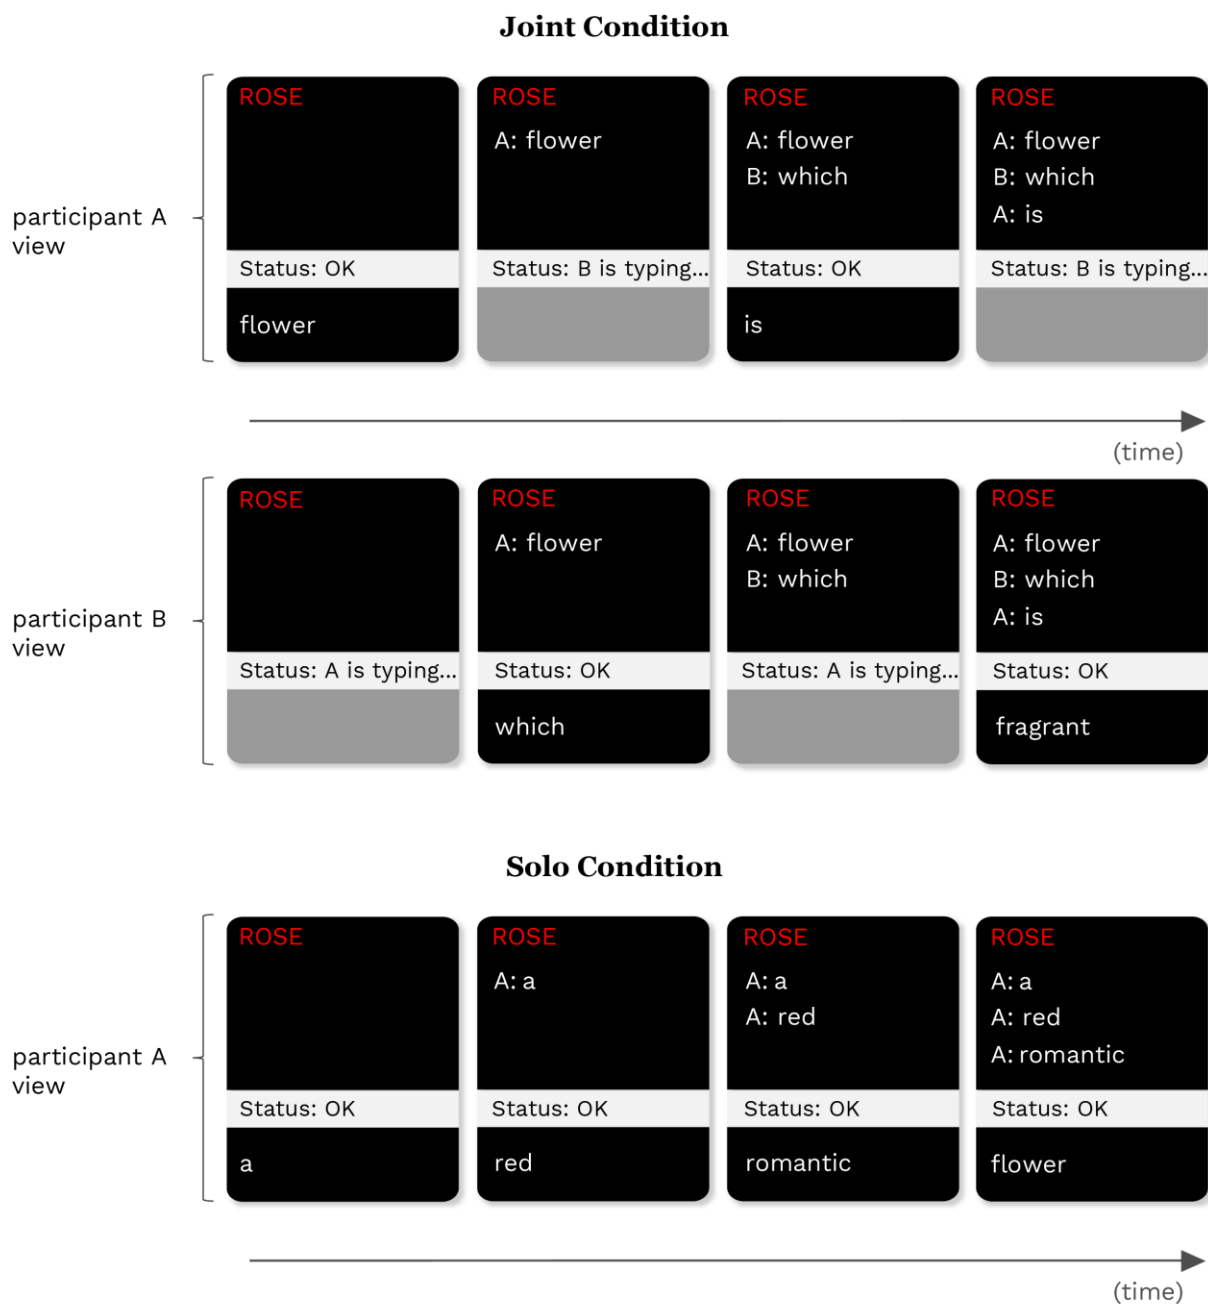 Joint Condition
participant A
view
ROSE
Status: OK
flower
ROSE
A: flower
Status: B is typing...
ROSE
A: flower
B: which
Status: OK
is
ROSE
A: flower
B: which
A: is
Status: B is typing...
(time)
participant B
view
ROSE
Status: A is typing...
ROSE
A: flower
Status: OK
which
ROSE
A: flower
B: which
Status: A is typing...
ROSE
A: flower
B: which
A: is
Status: OK
fragrant
Solo Condition
participant A
view
ROSE
Status: OK
a
ROSE
A: a
Status: OK
red
ROSE
A: a
A: red
Status: OK
romantic
ROSE
A: a
A: red
A: romantic
Status: OK
flower
(time)